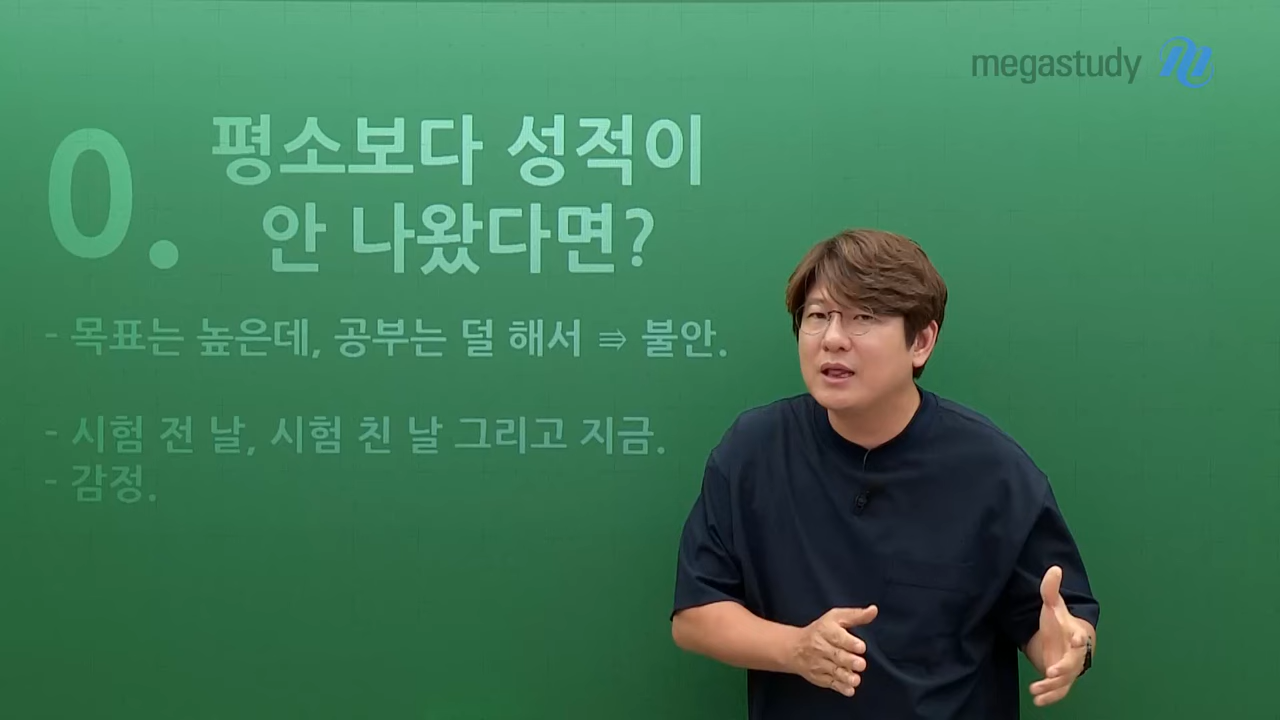 megastudy
0. 평소보다 성적이
안 나왔다면?
- 목표는 높은데, 공부는 덜 해서 ⇛ 불안.
- 시험 전 날, 시험 친 날 그리고 지금.
- 감정.